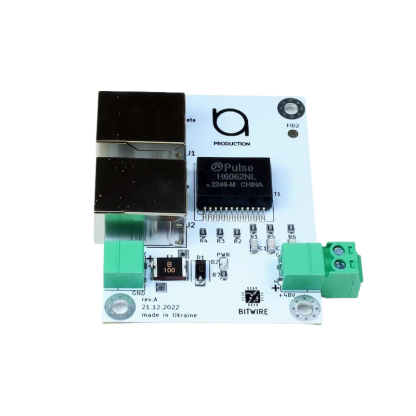 ata
PRODUCTION
FID2
J1
Pulse
H6062NL
2246-M CHINA
T1
R4 R3 R2
R1 R5 R6
J2
B
100
D1
PWR
D2
R7
GND
+48V
rev.A
21.12.2022
made in Ukraine
BITWIRE